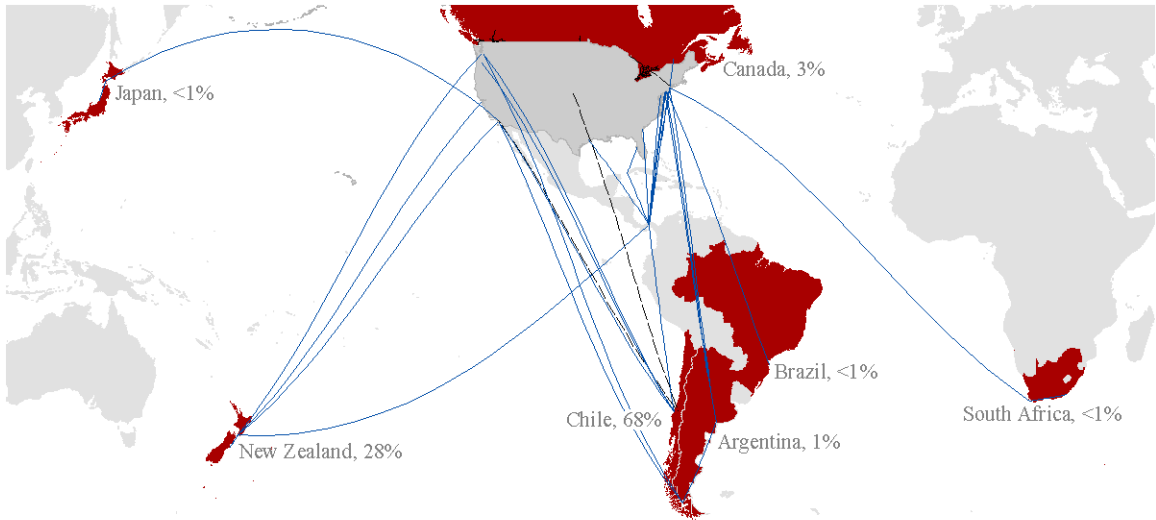 Canada, 3%
Japan, <1%
Brazil, <1%
Chile, 68%
South Africa, <1%
Argentina, 1%
New Zealand, 28%